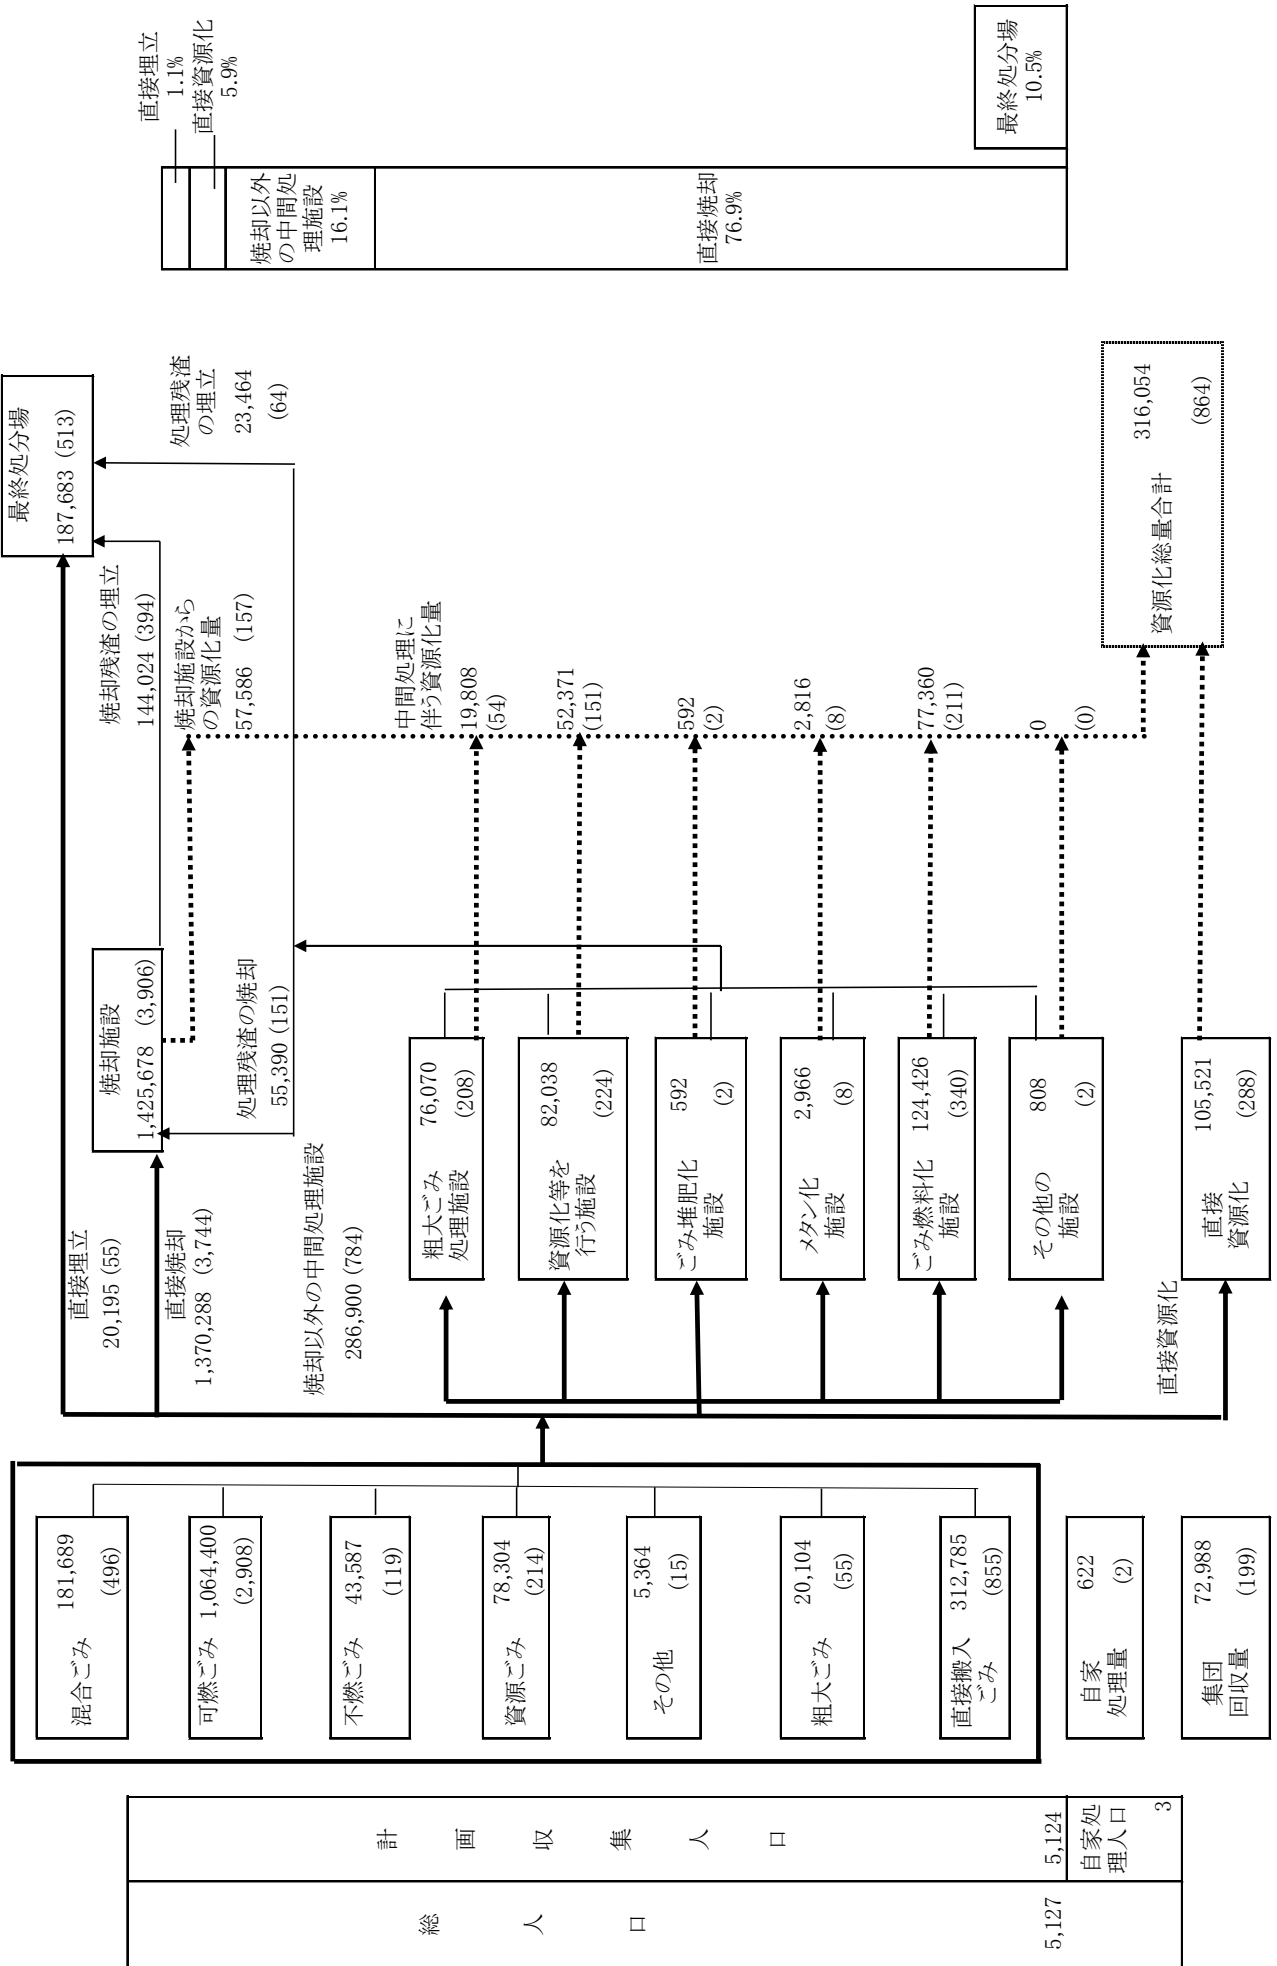 総人口
5,127
計画収集人口
5,124
自家処
理人口
3
混合ごみ
181,689
(496)
可燃ごみ 1,064,400
(2,908)
不燃ごみ 43,587
(119)
資源ごみ 78,304
(214)
その他
5,364
(15)
粗大ごみ 20,104
(55)
直接搬入 312,785
ごみ
(855)
自家
処理量
622
(2)
集団
回収量
72,988
(199)
直接埋立
20,195 (55)
直接焼却
1,370,288 (3,744)
焼却以外の中間処理施設
286,900 (784)
直接資源化
焼却施設
1,425,678 (3,906)
処理残渣の焼却
55,390 (151)
粗大ごみ
処理施設
76,070
(208)
資源化等を
行う施設
82,038
(224)
ごみ堆肥化
施設
592
(2)
メタン化
施設
2,966
(8)
ごみ燃料化
施設
124,426
(340)
その他の
施設
808
(2)
直接
資源化
105,521
(288)
焼却残渣の埋立
144,024 (394)
焼却施設から
の資源化量
57,586 (157)
中間処理に
伴う資源化量
19,808
(54)
52,371
(151)
592
(2)
2,816
(8)
77,360
(211)
0
(0)
最終処分場
187,683 (513)
処理残渣
の埋立
23,464
(64)
資源化総量合計
316,054
(864)
直接埋立
1.1%
直接資源化
5.9%
焼却以外
の中間処
理施設
16.1%
直接焼却
76.9%
最終処分場
10.5%